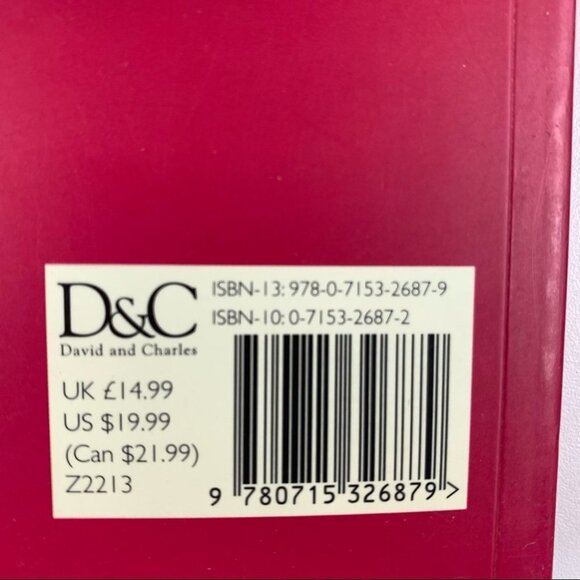 D&C
David and Charles
UK £14.99
US $19.99
(Can $21.99)
Z2213
ISBN-13: 978-0-7153-2687-9
ISBN-10: 0-7153-2687-2
9 780715 326879 >